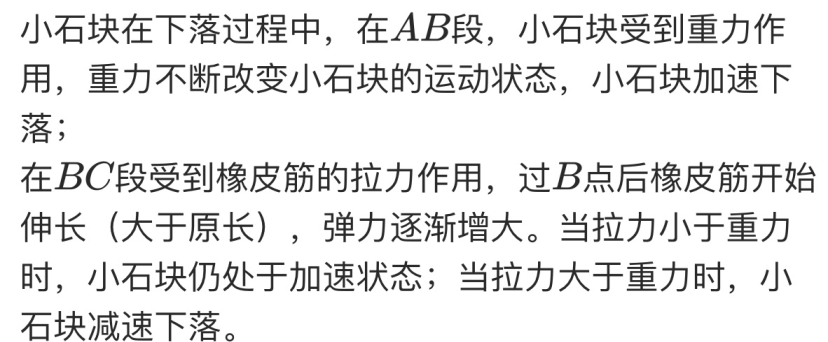 小石块在下落过程中，在AB段，小石块受到重力作
用，重力不断改变小石块的运动状态，小石块加速下
落；
在BC段受到橡皮筋的拉力作用，过B点后橡皮筋开始
伸长（大于原长），弹力逐渐增大。当拉力小于重力
时，小石块仍处于加速状态；当拉力大于重力时，小
石块减速下落。